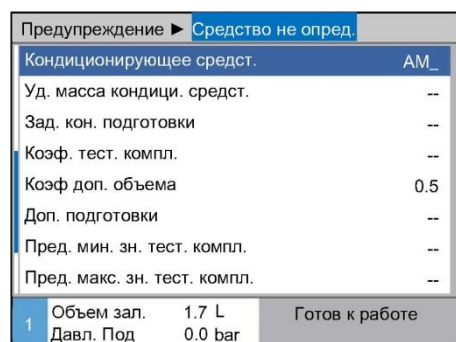 Предупреждение ► Средство не опред.
Кондиционирующее средст. AM_
Уд. масса кондици. средст. --
Зад. кон. подготовки --
Коэф. тест. компл. --
Коэф доп. объема 0.5
Доп. подготовки --
Пред. мин. зн. тест. компл. --
Пред. макс. зн. тест. компл. --
1 Объем зал. 1.7 L Готов к работе
Давл. Под 0.0 bar